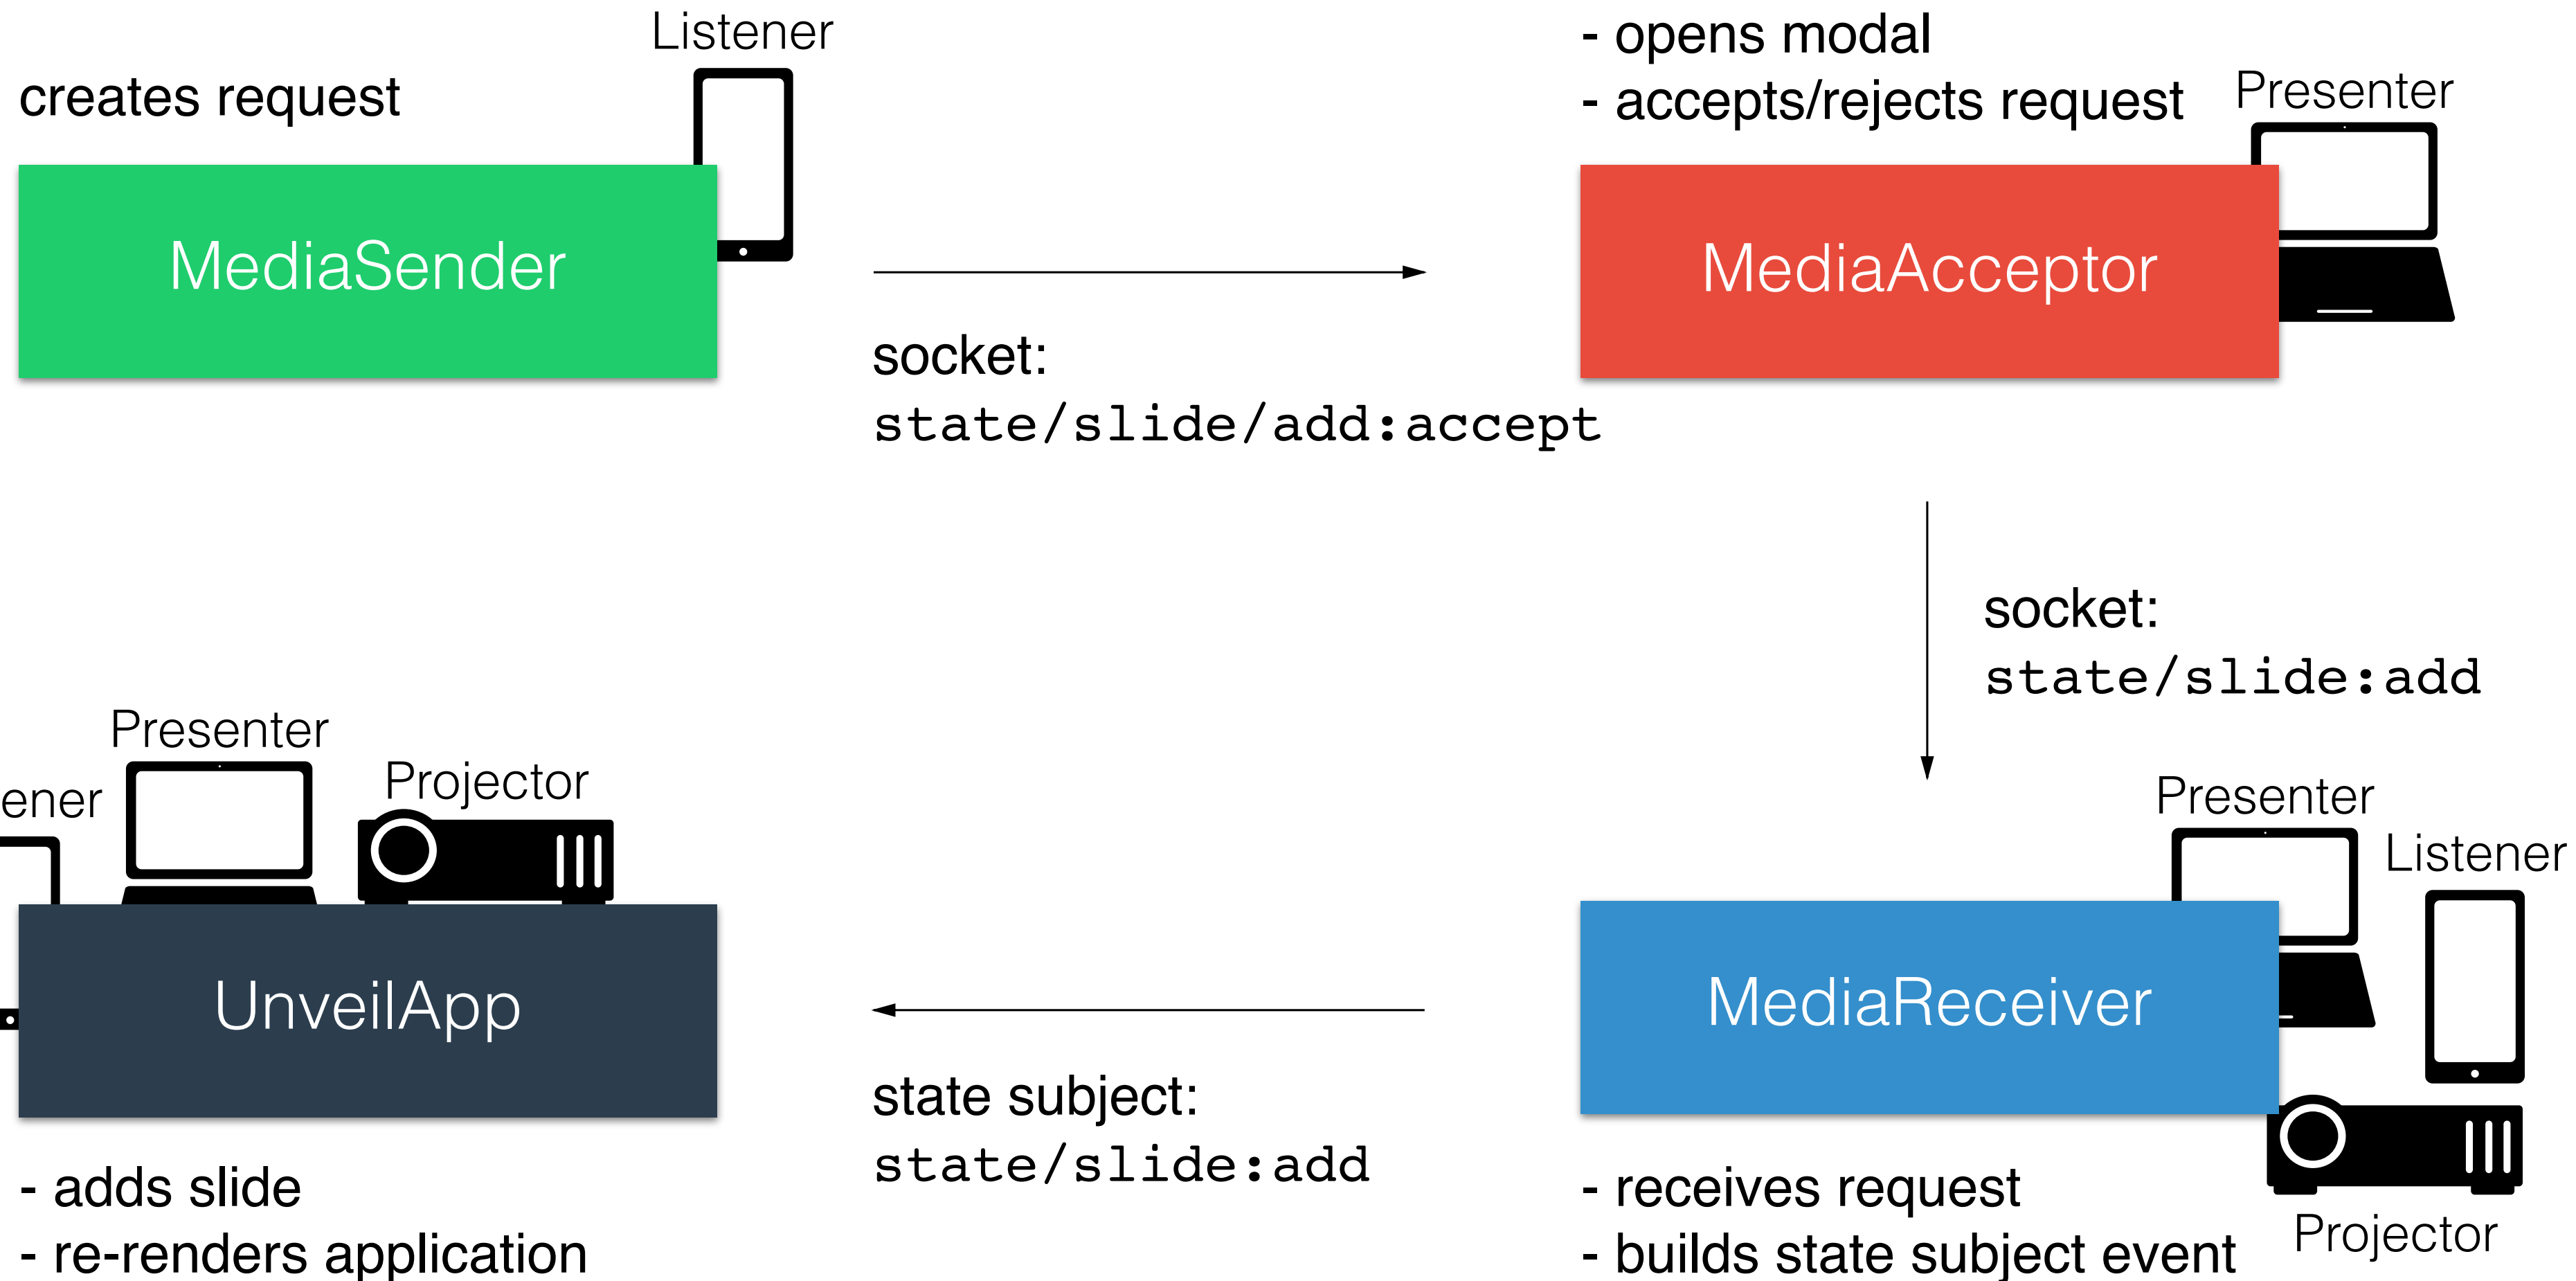 Listener
creates request
MediaSender
socket:
state/slide/add:accept
- opens modal
- accepts/rejects request
Presenter
MediaAcceptor
socket:
state/slide:add
Presenter
Listener
MediaReceiver
Projector
- receives request
- builds state subject event
state subject:
state/slide:add
ener
Presenter
Projector
UnveilApp
- adds slide
- re-renders application